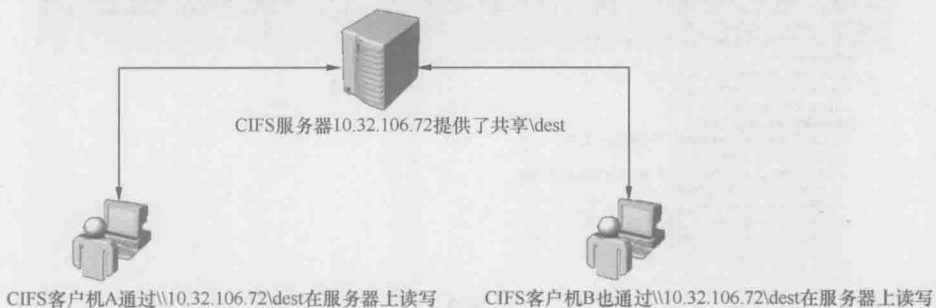 CIFS服务器10.32.106.72提供了共享\dest
CIFS客户机A通过\\10.32.106.72\dest在服务器上读写
CIFS客户机B也通过\\10.32.106.72\dest在服务器上读写